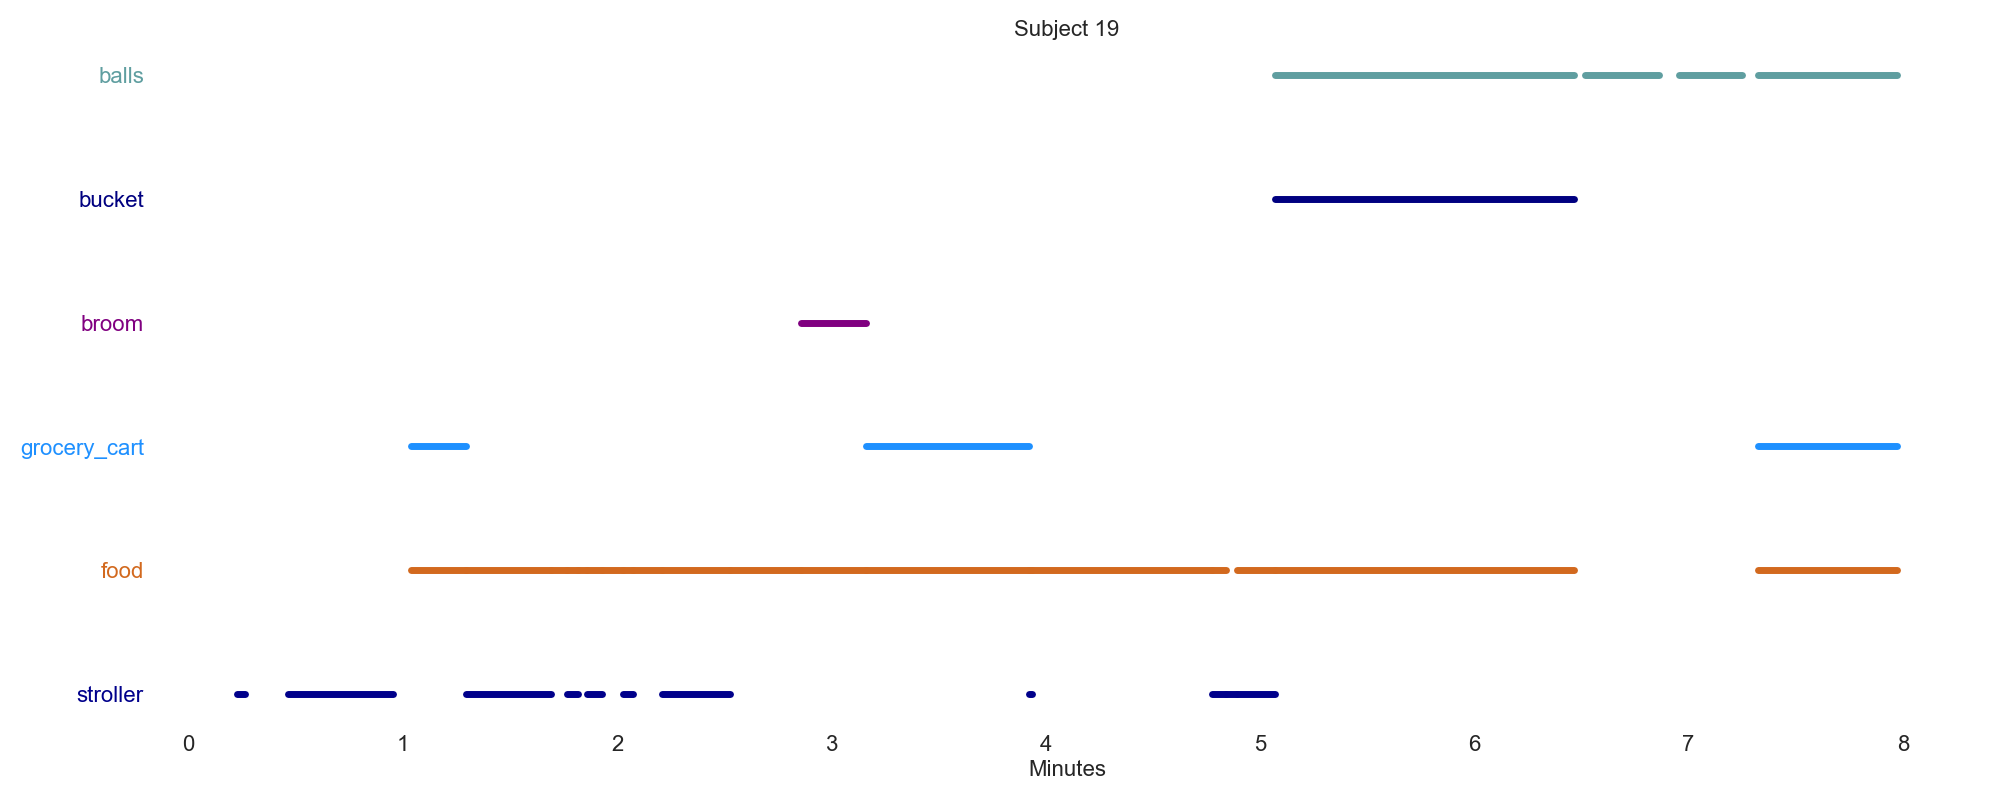 Subject 19
balls
bucket
broom
grocery_cart
food
stroller
0 1 2 3 4 5 6 7 8
Minutes